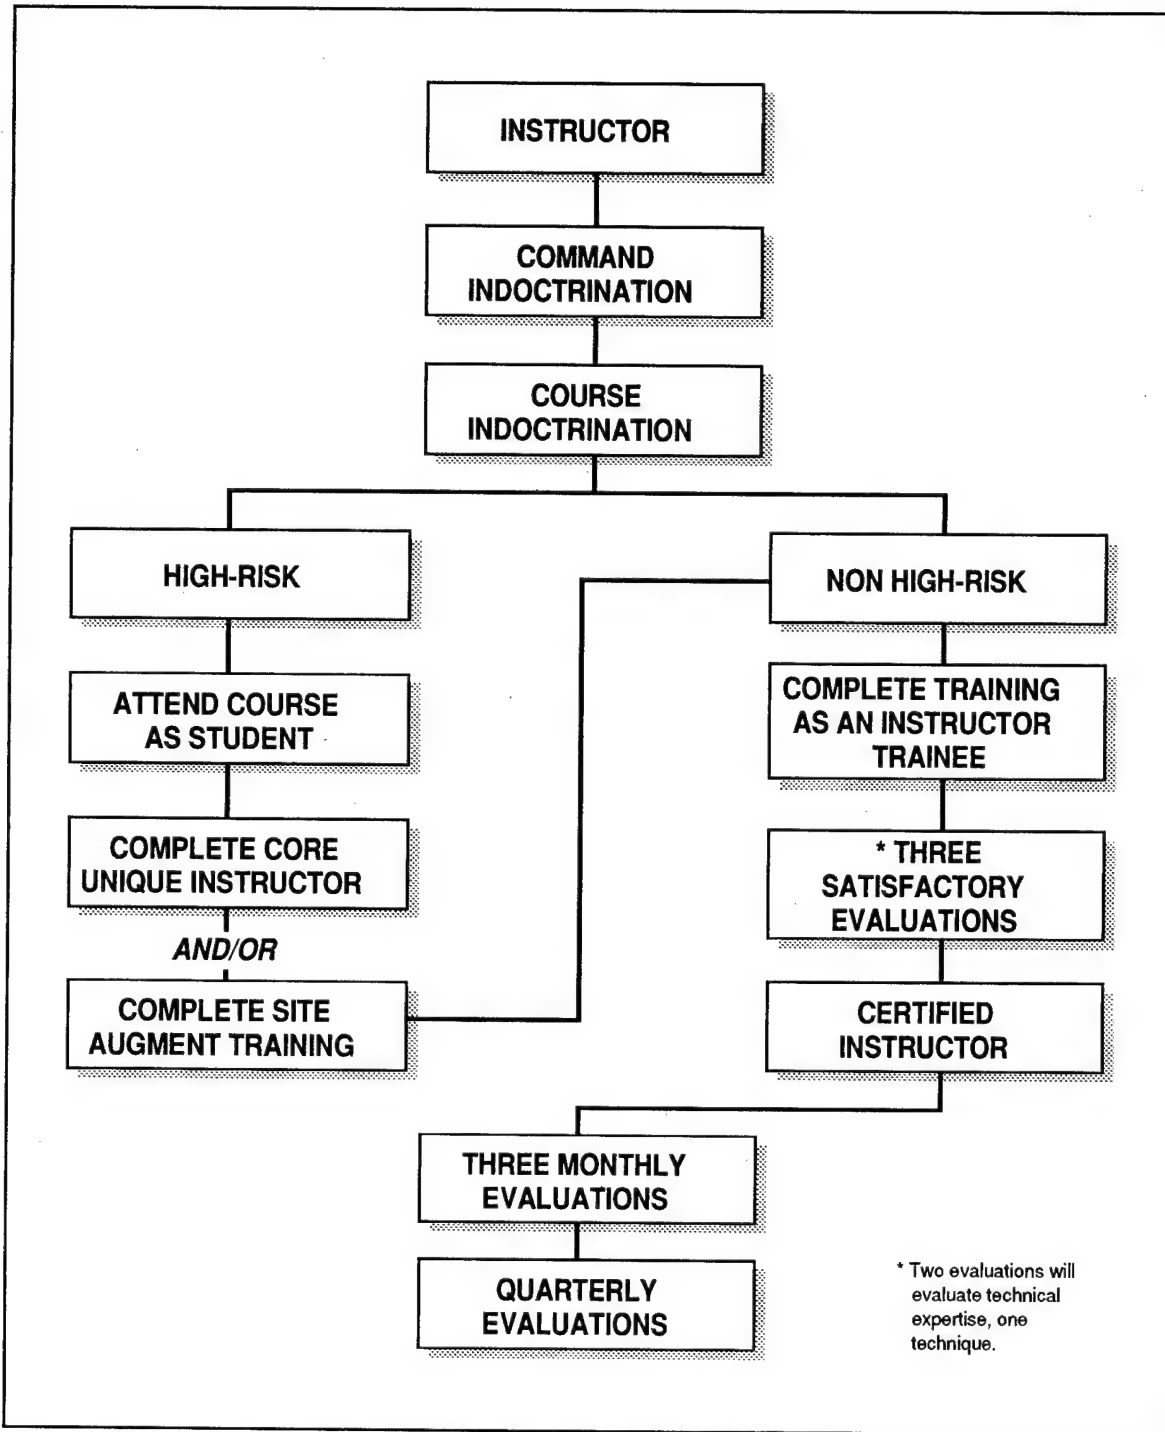 INSTRUCTOR
COMMAND
INDOCTRINATION
COURSE
INDOCTRINATION
HIGH-RISK
ATTEND COURSE
AS STUDENT
COMPLETE CORE
UNIQUE INSTRUCTOR
AND/OR
COMPLETE SITE
AUGMENT TRAINING
NON HIGH-RISK
COMPLETE TRAINING
AS AN INSTRUCTOR
TRAINEE
* THREE
SATISFACTORY
EVALUATIONS
CERTIFIED
INSTRUCTOR
THREE MONTHLY
EVALUATIONS
QUARTERLY
EVALUATIONS
* Two evaluations will
evaluate technical
expertise, one
technique.